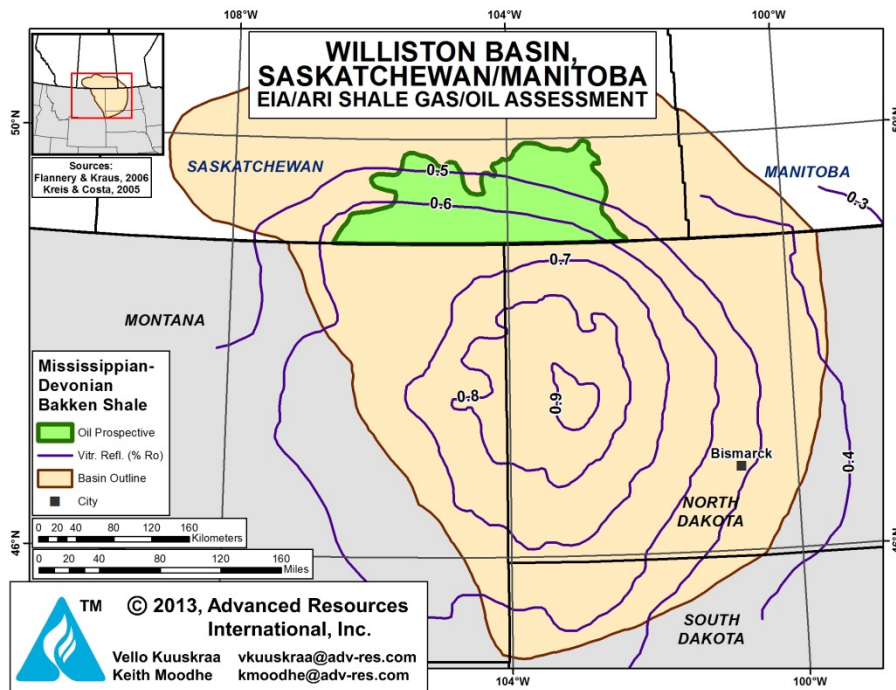 108°W
104°W
100°W
WILLISTON BASIN,
SASKATCHEWAN/MANITOBA
EIA/ARI SHALE GAS/OIL ASSESSMENT
50°N
50°N
Sources:
Flannery & Kraus, 2006
Kreis & Costa, 2005
SASKATCHEWAN
MANITOBA
0.5
0.3
0.6
0.7
MONTANA
Mississippian-
Devonian
Bakken Shale
Oil Prospective
Vitr. Refl. (% Ro)
Basin Outline
City
0.8
0.9
Bismarck
0.4
NORTH
DAKOTA
0 20 40 80 120 160
Kilometers
46°N
46°N
0 20 40 80 120 160
Miles
SOUTH
DAKOTA
TM
© 2013, Advanced Resources
International, Inc.
Vello Kuuskraa vkuuskraa@adv-res.com
Keith Moodhe kmoodhe@adv-res.com
108°W
104°W
100°W